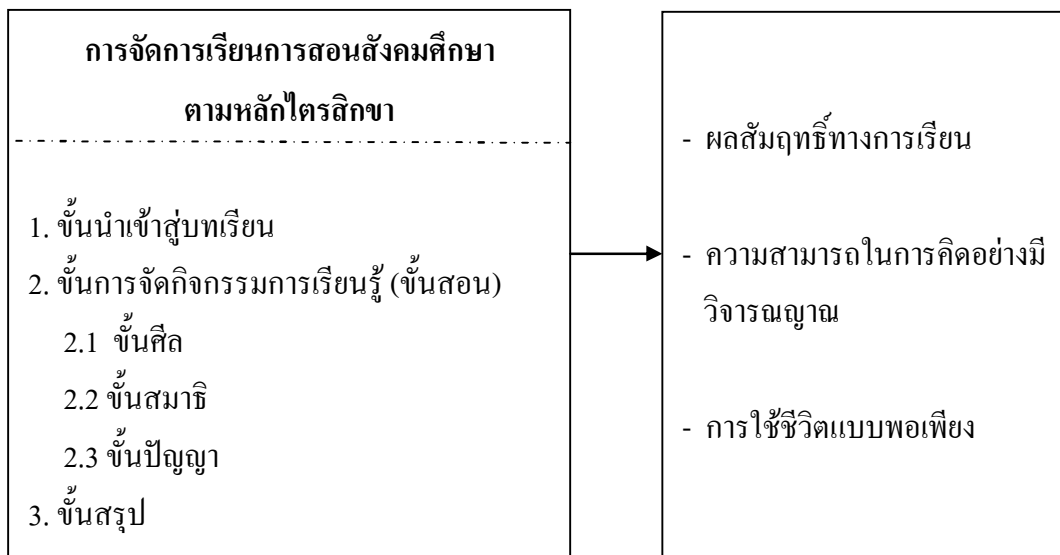 การจัดการเรียนการสอนสังคมศึกษา
ตามหลักไตรสิกขา
1. ขั้นนำเข้าสู่บทเรียน
2. ขั้นการจัดกิจกรรมการเรียนรู้ (ขั้นสอน)
2.1 ขั้นศีล
2.2 ขั้นสมาธิ
2.3 ขั้นปัญญา
3. ขั้นสรุป
- ผลสัมฤทธิ์ทางการเรียน
- ความสามารถในการคิดอย่างมี
วิจารณญาณ
- การใช้ชีวิตแบบพอเพียง